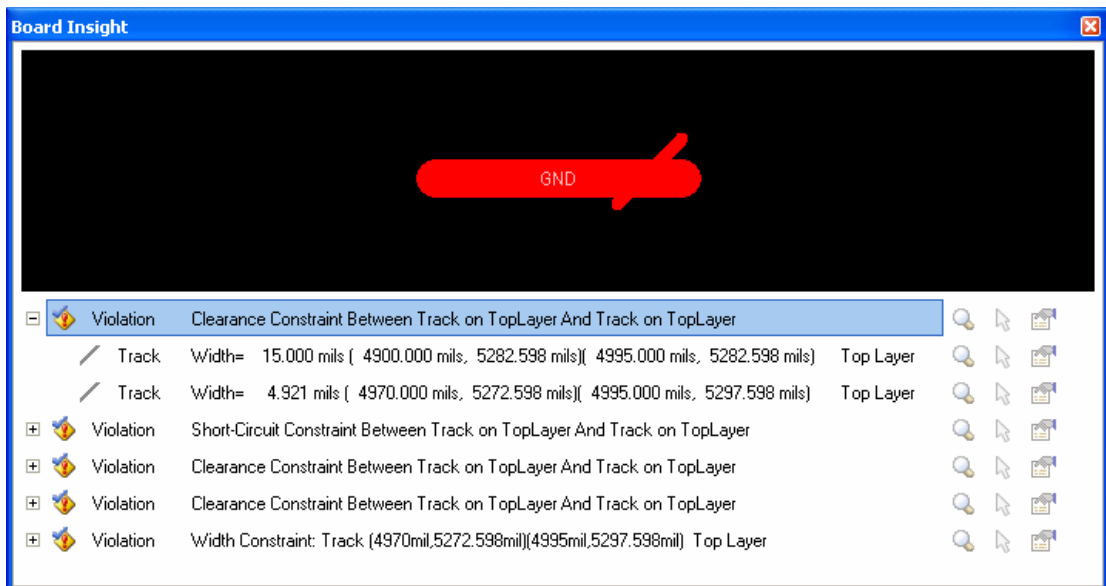 Board Insight
GND
Violation Clearance Constraint Between Track on TopLayer And Track on TopLayer
Track Width= 15.000 mils ( 4900.000 mils, 5282.598 mils)( 4995.000 mils, 5282.598 mils) Top Layer
Track Width= 4.921 mils ( 4970.000 mils, 5272.598 mils)( 4995.000 mils, 5297.598 mils) Top Layer
Violation Short-Circuit Constraint Between Track on TopLayer And Track on TopLayer
Violation Clearance Constraint Between Track on TopLayer And Track on TopLayer
Violation Clearance Constraint Between Track on TopLayer And Track on TopLayer
Violation Width Constraint: Track (4970mil,5272.598mil)(4995mil,5297.598mil) Top Layer